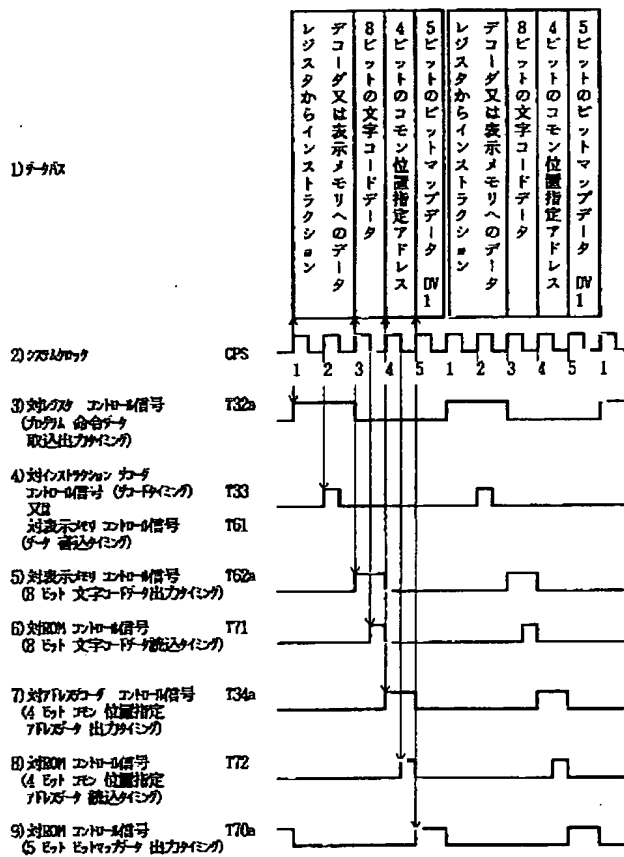 レジスタからインストラクション
デコーダ又は表示メモリへのデータ
8ビットの文字コードデータ
4ビットのコモン位置指定アドレス
5ビットのビットマップデータ DV1
レジスタからインストラクション
デコーダ又は表示メモリへのデータ
8ビットの文字コードデータ
4ビットのコモン位置指定アドレス
5ビットのビットマップデータ DV1
1)データバス
2)システムクロック CPS
1 2 3 4 5 1 2 3 4 5 1
3)対レジスタ コントロール信号 T32a
(プログラム 命令データ
取込出力タイミング)
4)対インストラクション デコーダ
コントロール信号 (デコードタイミング) T33
又は
対表示メモリ コントロール信号 T61
(データ 書込タイミング)
5)対表示メモリ コントロール信号 T62a
(8 ビット 文字コードデータ出力タイミング)
6)対ROM コントロール信号 T71
(8 ビット 文字コードデータ読込タイミング)
7)対アドレスデコーダ コントロール信号 T34a
(4 ビット コモン 位置指定
アドレスデータ 出力タイミング)
8)対ROM コントロール信号 T72
(4 ビット コモン 位置指定
アドレスデータ 読込タイミング)
9)対ROM コントロール信号 T70a
(5 ビット ビットマップデータ 出力タイミング)